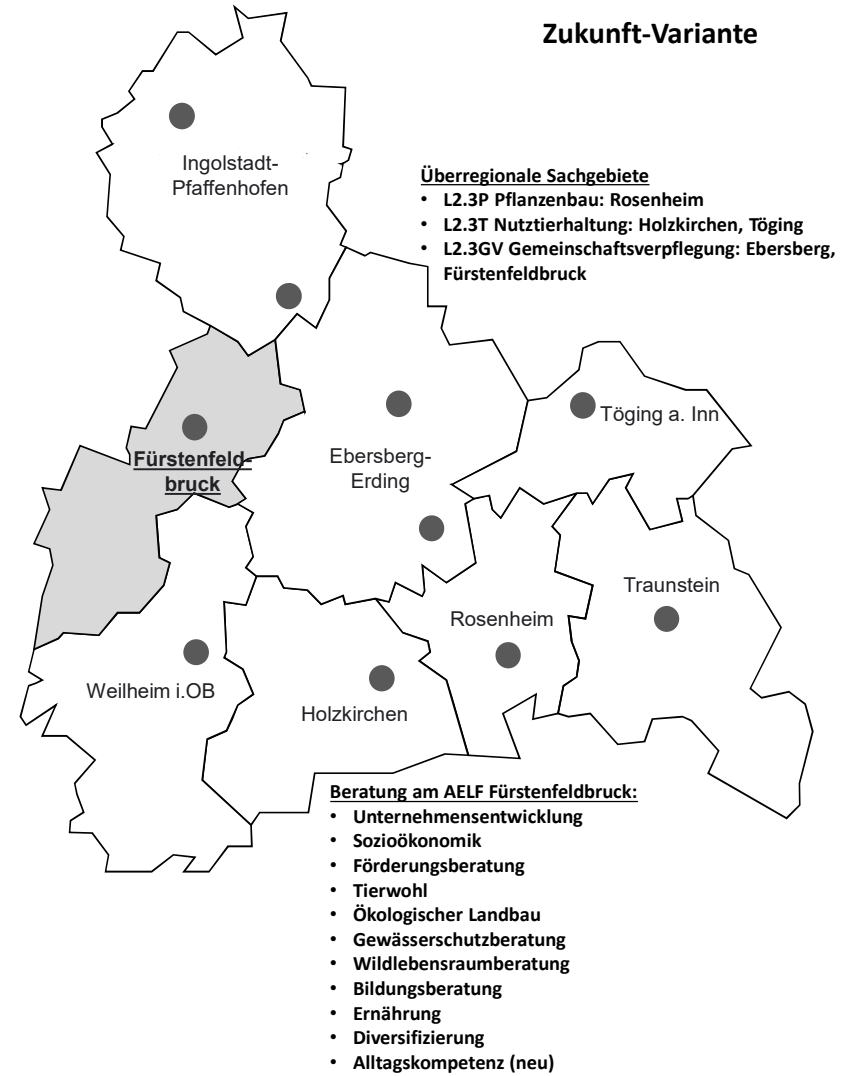 Zukunft-Variante
Ingolstadt-
Pfaffenhofen
Überregionale Sachgebiete
• L2.3P Pflanzenbau: Rosenheim
• L2.3T Nutztierhaltung: Holzkirchen, Töging
• L2.3GV Gemeinschaftsverpflegung: Ebersberg,
Fürstenfeldbruck
Töging a. Inn
Fürstenfeld-
bruck
Ebersberg-
Erding
Traunstein
Rosenheim
Weilheim i.OB
Holzkirchen
Beratung am AELF Fürstenfeldbruck:
• Unternehmensentwicklung
• Sozioökonomik
• Förderungsberatung
• Tierwohl
• Ökologischer Landbau
• Gewässerschutzberatung
• Wildlebensraumberatung
• Bildungsberatung
• Ernährung
• Diversifizierung
• Alltagskompetenz (neu)